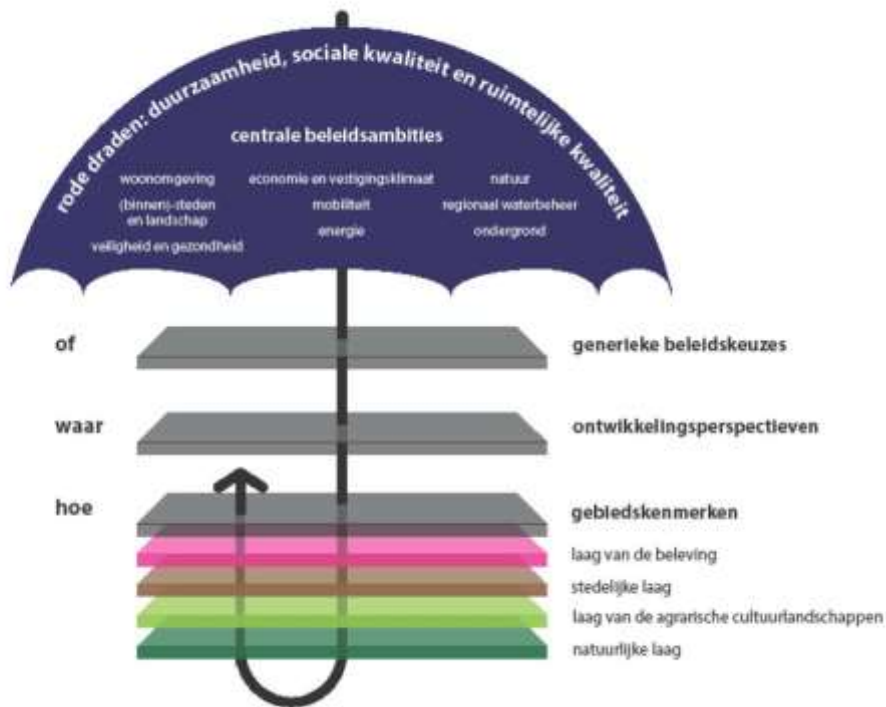 rode draden: duurzaamheid, sociale kwaliteit en ruimtelijke kwaliteit
centrale beleidsambities
woonomgeving
(binnen)-steden
en landschap
veiligheid en gezondheid
economie en vestigingsklimaat
mobiliteit
energie
natuur
regionaal waterbeheer
ondergrond
of
generieke beleidskeuzes
waar
ontwikkelingsperspectieven
hoe
gebiedskenmerken
laag van de beleving
stedelijke laag
laag van de agrarische cultuurlandschappen
natuurlijke laag